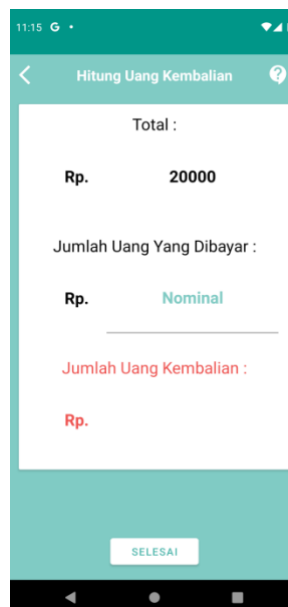 11:15 G •
Hitung Uang Kembalian ?
Total :
Rp. 20000
Jumlah Uang Yang Dibayar :
Rp. Nominal
Jumlah Uang Kembalian :
Rp.
SELESAI